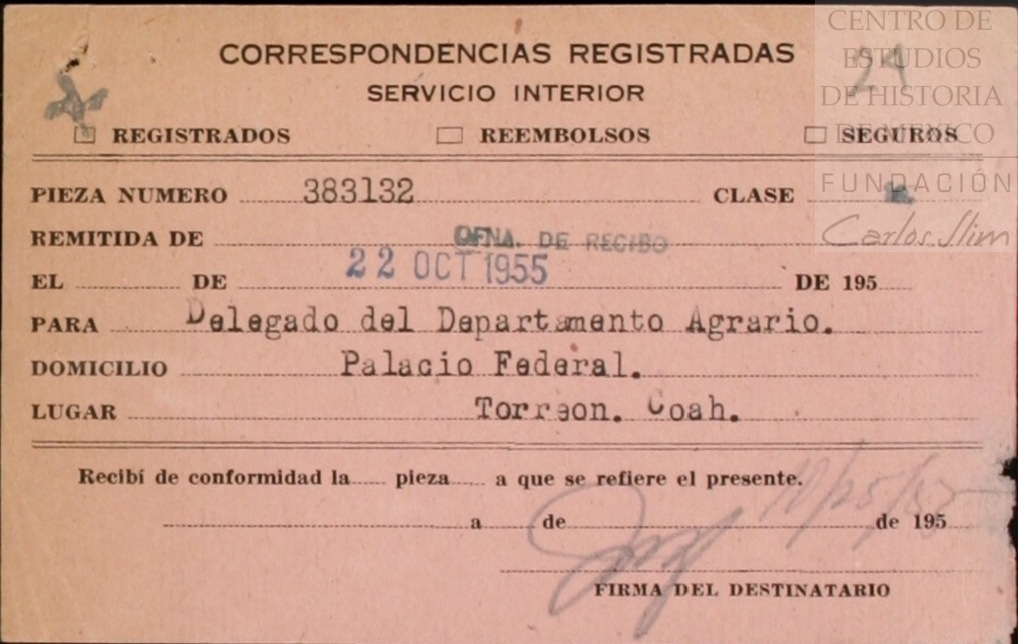 CENTRO DE
ESTUDIOS
DE HISTORIA
DE MEXICO
FUNDACIÓN
Carlos Slim
CORRESPONDENCIAS REGISTRADAS
SERVICIO INTERIOR
REGISTRADOS REEMBOLSOS SEGUROS
PIEZA NUMERO 383132 CLASE
REMITIDA DE OFNA. DE RECIBO
22 OCT 1955
EL DE DE 195
PARA Delegado del Departamento Agrario.
DOMICILIO Palacio Federal.
LUGAR Torreon. Coah.
Recibí de conformidad la pieza a que se refiere el presente.
a de de 195
FIRMA DEL DESTINATARIO